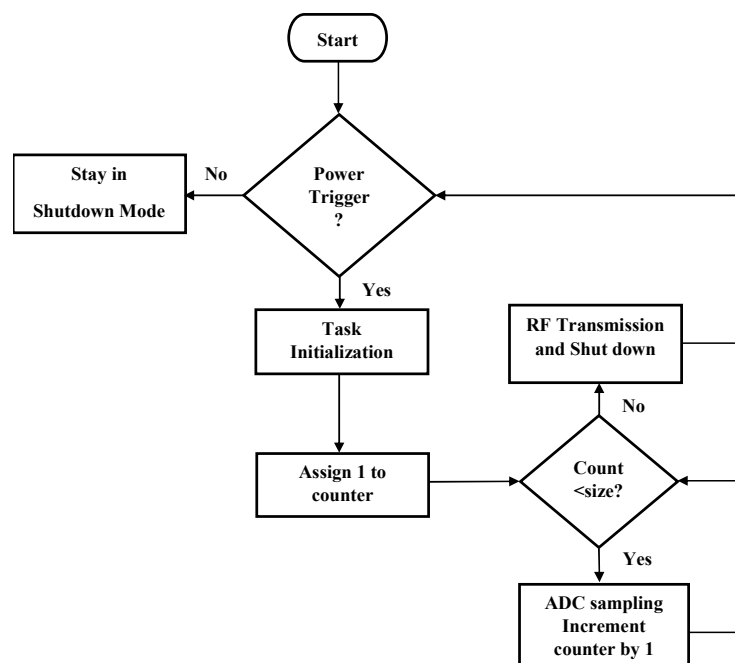 Start
Power
Trigger
?
No
Stay in
Shutdown Mode
Yes
Task
Initialization
Assign 1 to
counter
Count
<size?
No
RF Transmission
and Shut down
Yes
ADC sampling
Increment
counter by 1